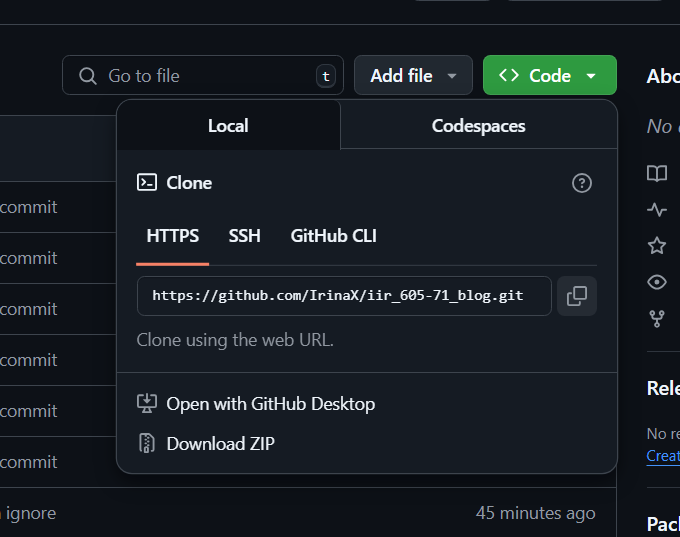 Go to file
t
Add file
Code
Abo
No
Local
Codespaces
Clone
HTTPS
SSH
GitHub CLI
https://github.com/IrinaX/iir_605-71_blog.git
Clone using the web URL.
Open with GitHub Desktop
Download ZIP
commit
commit
commit
commit
commit
commit
ignore
45 minutes ago
Rele
No re
Creat
Pack